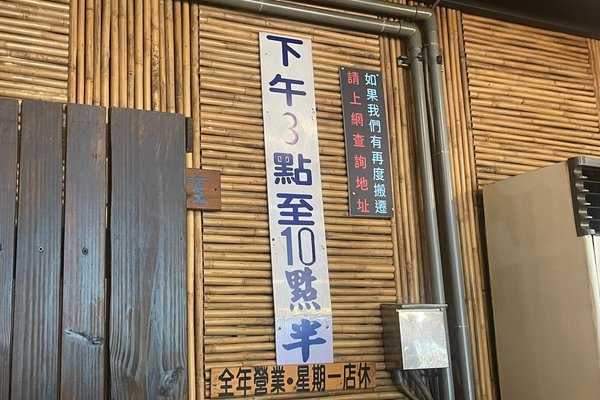 下午3點至10點半
如果我們有再度搬遷
請上網查詢地址
全年營業•星期一店休